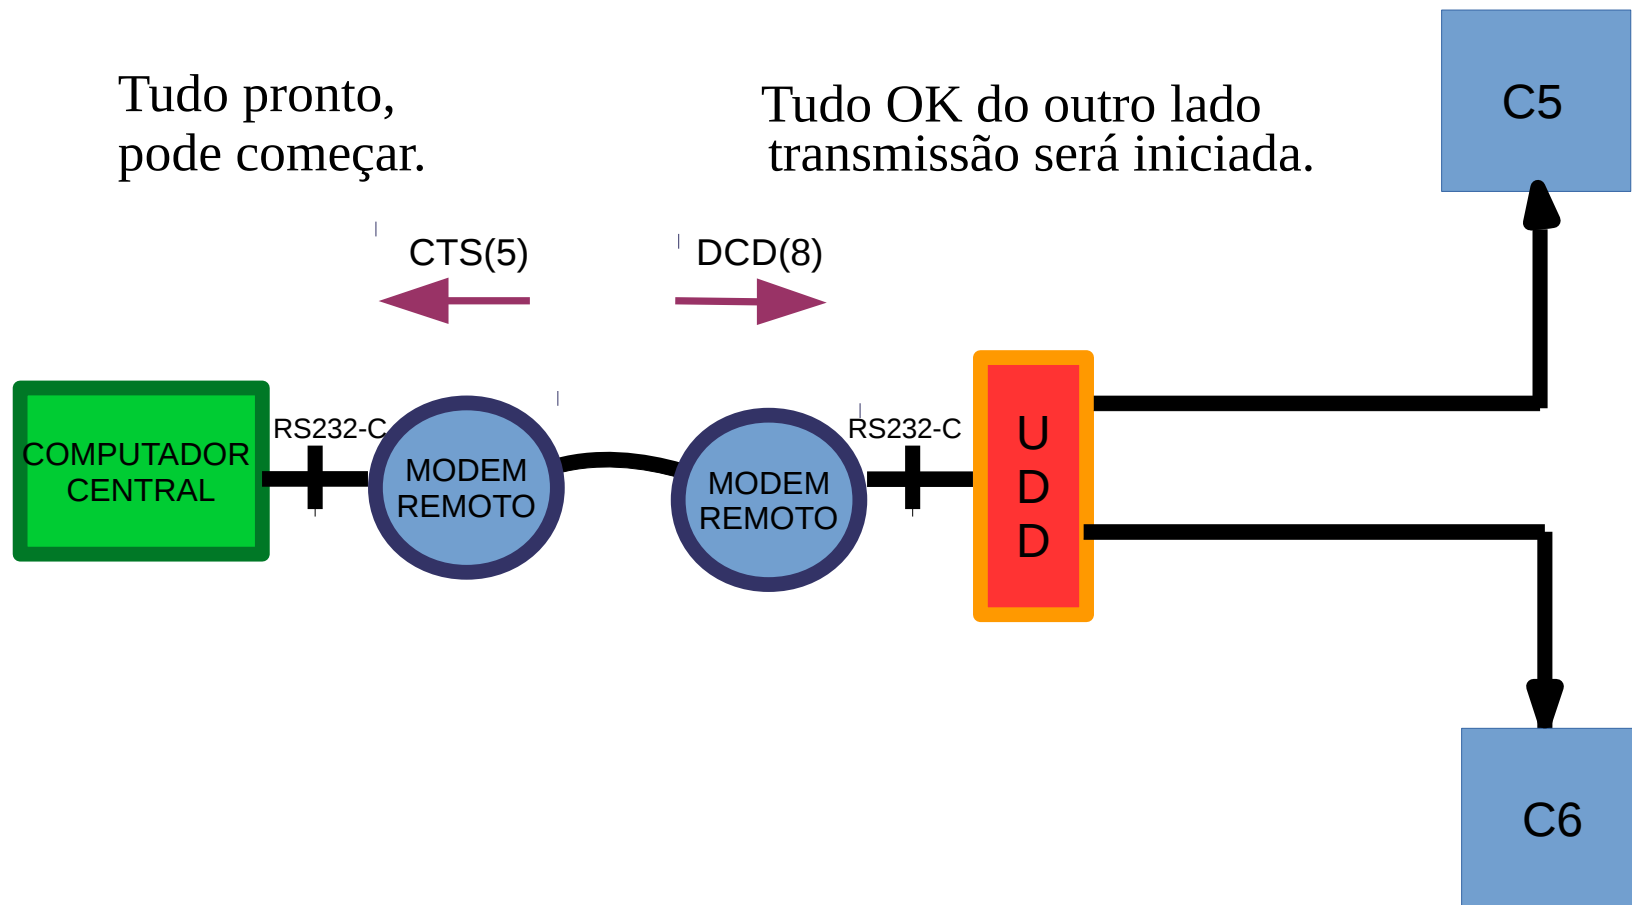 Tudo pronto,
pode começar.
Tudo OK do outro lado
transmissão será iniciada.
C5
CTS(5)
DCD(8)
RS232-C
RS232-C
COMPUTADOR
CENTRAL
MODEM
REMOTO
MODEM
REMOTO
U
D
D
C6